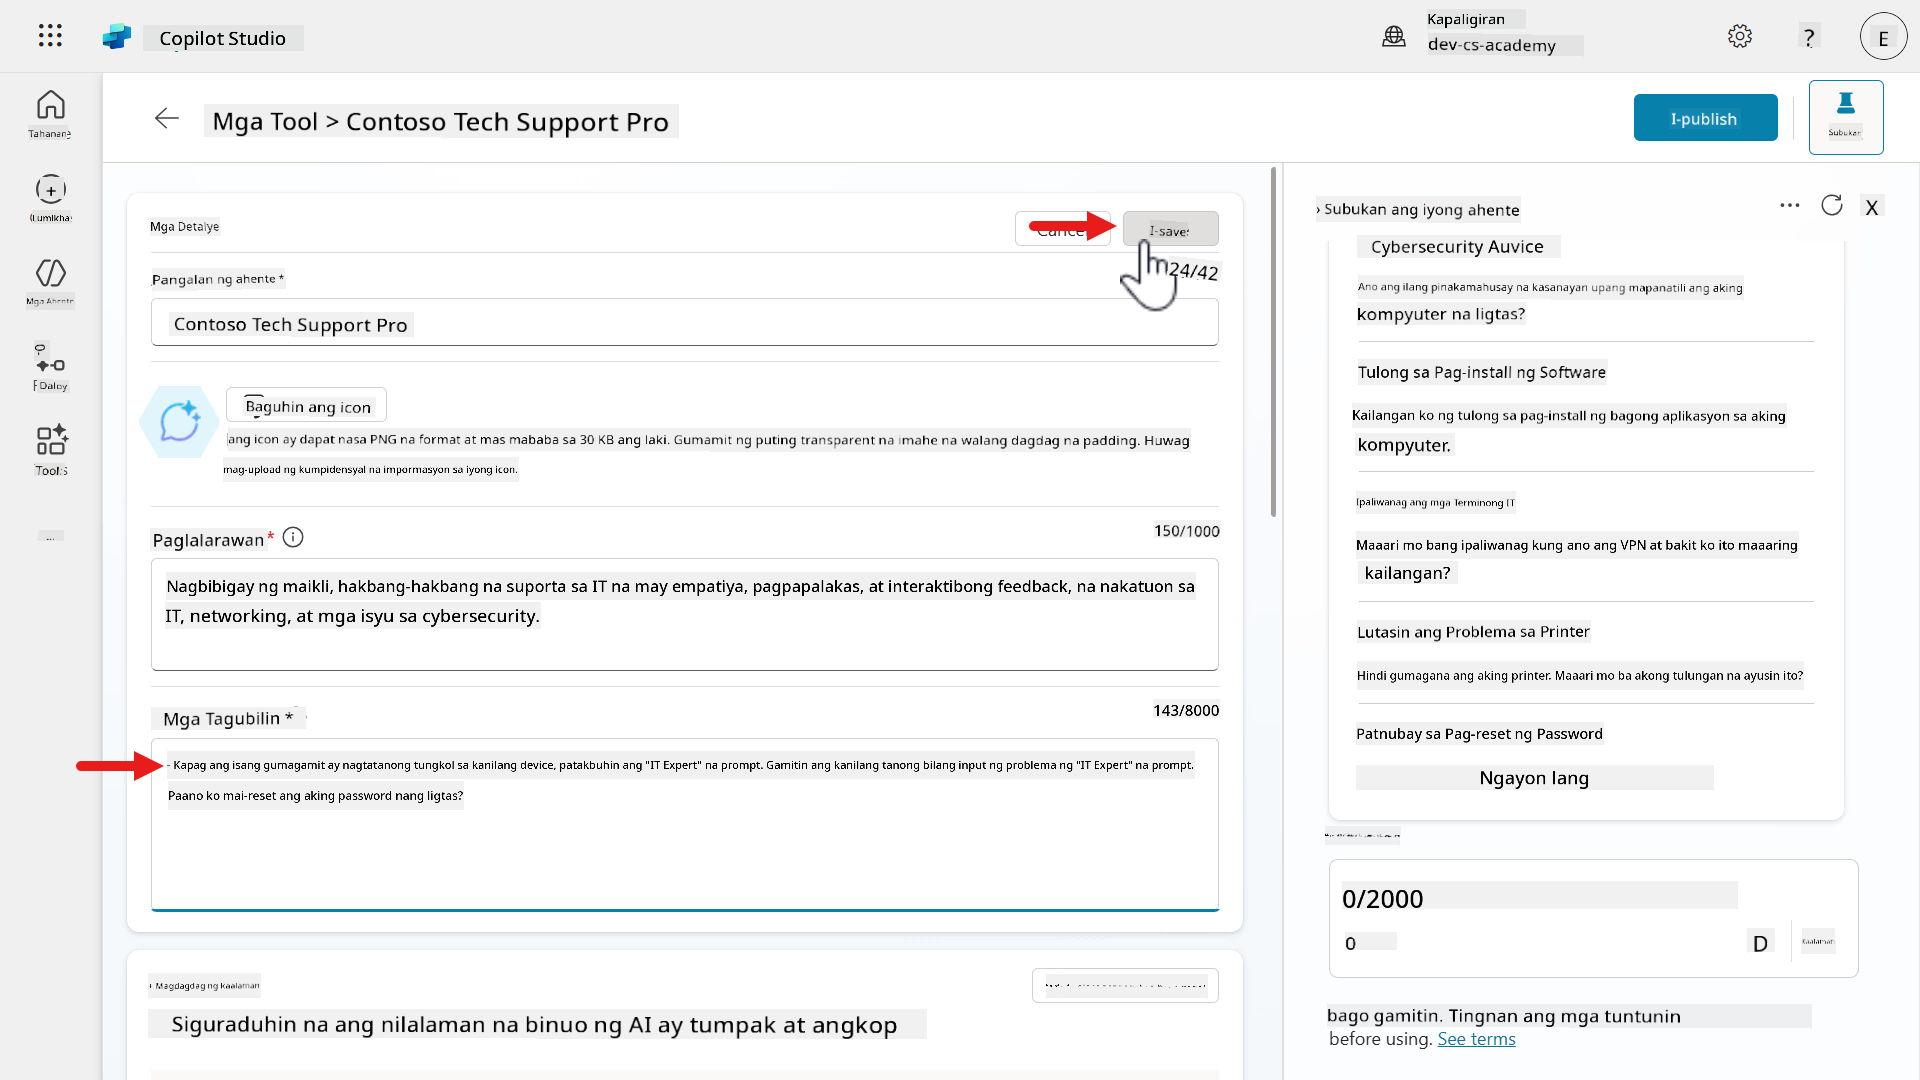 Copilot Studio
Kapaligiran
dev-cs-academy
?
E
Tahanang
Mga Tool > Contoso Tech Support Pro
I-publish
Subukan
(Lumikha
Mga Ahente
Daloy
Tools
Mga Detalye
Cancel
I-save
Pangalan ng ahente *
24/42
Contoso Tech Support Pro
Baguhin ang icon
ang icon ay dapat nasa PNG na format at mas mababa sa 30 KB ang laki. Gumamit ng puting transparent na imahe na walang dagdag na padding. Huwag
mag-upload ng kumpidensyal na impormasyon sa iyong icon.
Paglalarawan*
150/1000
Nagbibigay ng maikli, hakbang-hakbang na suporta sa IT na may empatiya, pagpapalakas, at interaktibong feedback, na nakatuon sa
IT, networking, at mga isyu sa cybersecurity.
Mga Tagubilin *
143/8000
- Kapag ang isang gumagamit ay nagtatanong tungkol sa kanilang device, patakbuhin ang "IT Expert" na prompt. Gamitin ang kanilang tanong bilang input ng problema ng "IT Expert" na prompt.
Paano ko mai-reset ang aking password nang ligtas?
+ Magdagdag ng kaalaman
Siguraduhin na ang nilalaman na binuo ng AI ay tumpak at angkop
› Subukan ang iyong ahente
X
Cybersecurity Auvice
Ano ang ilang pinakamahusay na kasanayan upang mapanatili ang aking
kompyuter na ligtas?
Tulong sa Pag-install ng Software
Kailangan ko ng tulong sa pag-install ng bagong aplikasyon sa aking
kompyuter.
Ipaliwanag ang mga Terminong IT
Maaari mo bang ipaliwanag kung ano ang VPN at bakit ko ito maaaring
kailangan?
Lutasin ang Problema sa Printer
Hindi gumagana ang aking printer. Maaari mo ba akong tulungan na ayusin ito?
Patnubay sa Pag-reset ng Password
Ngayon lang
0/2000
0
D
Kaalaman
bago gamitin. Tingnan ang mga tuntunin
before using. See terms